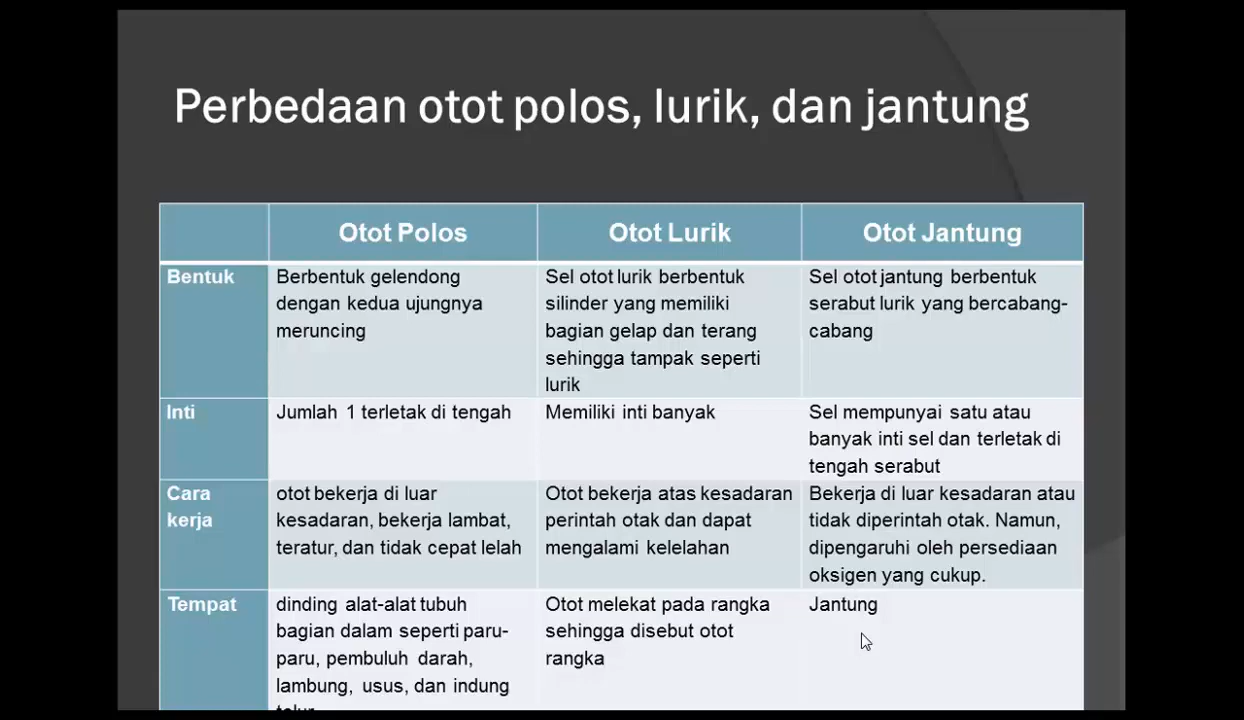 Perbedaan otot polos, lurik, dan jantung
Otot Polos
Otot Lurik
Otot Jantung
Bentuk
Berbentuk gelendong
dengan kedua ujungnya
meruncing
Sel otot lurik berbentuk
silinder yang memiliki
bagian gelap dan terang
sehingga tampak seperti
lurik
Sel otot jantung berbentuk
serabut lurik yang bercabang-
cabang
Inti
Jumlah 1 terletak di tengah
Memiliki inti banyak
Sel mempunyai satu atau
banyak inti sel dan terletak di
tengah serabut
Cara
kerja
otot bekerja di luar
kesadaran, bekerja lambat,
teratur, dan tidak cepat lelah
Otot bekerja atas kesadaran
perintah otak dan dapat
mengalami kelelahan
Bekerja di luar kesadaran atau
tidak diperintah otak. Namun,
dipengaruhi oleh persediaan
oksigen yang cukup.
Tempat
dinding alat-alat tubuh
bagian dalam seperti paru-
paru, pembuluh darah,
lambung, usus, dan indung
Otot melekat pada rangka
sehingga disebut otot
rangka
Jantung